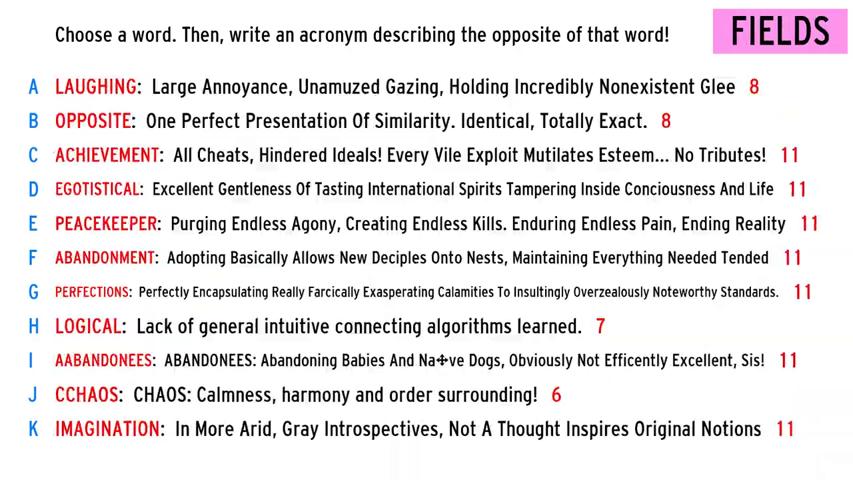 Choose a word. Then, write an acronym describing the opposite of that word!
FIELDS
A LAUGHING: Large Annoyance, Unamuzed Gazing, Holding Incredibly Nonexistent Glee 8
B OPPOSITE: One Perfect Presentation Of Similarity. Identical, Totally Exact. 8
C ACHIEVEMENT: All Cheats, Hindered Ideals! Every Vile Exploit Mutilates Esteem... No Tributes! 11
D EGOTISTICAL: Excellent Gentleness Of Tasting International Spirits Tampering Inside Conciousness And Life 11
E PEACEKEEPER: Purging Endless Agony, Creating Endless Kills. Enduring Endless Pain, Ending Reality 11
F ABANDONMENT: Adopting Basically Allows New Deciples Onto Nests, Maintaining Everything Needed Tended 11
G PERFECTIONS: Perfectly Encapsulating Really Farcically Exasperating Calamities To Insultingly Overzealously Noteworthy Standards. 11
H LOGICAL: Lack of general intuitive connecting algorithms learned. 7
I AABANDONEES: ABANDONEES: Abandoning Babies And Na✢ve Dogs, Obviously Not Efficently Excellent, Sis! 11
J CCHAOS: CHAOS: Calmness, harmony and order surrounding! 6
K IMAGINATION: In More Arid, Gray Introspectives, Not A Thought Inspires Original Notions 11